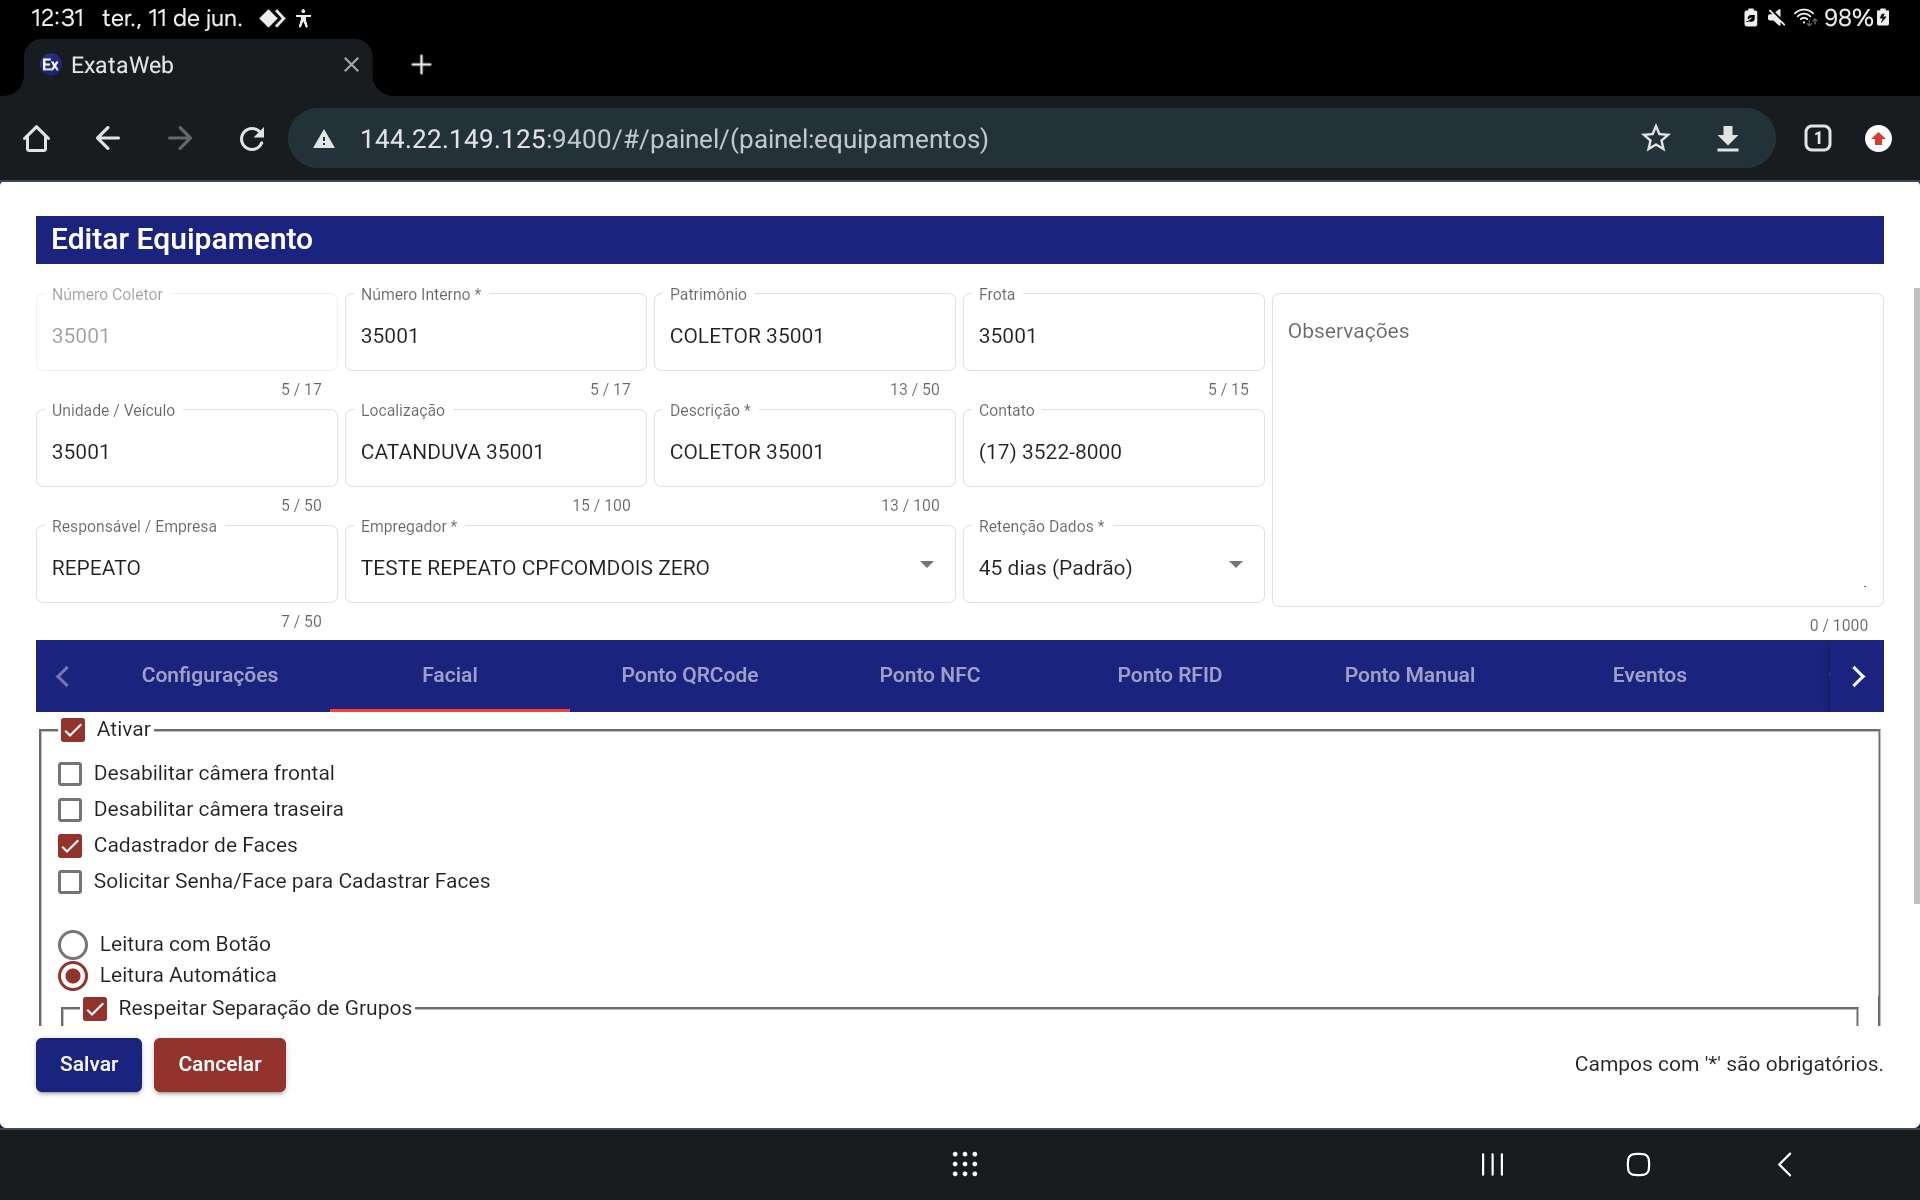 12:31 ter., 11 de jun. 98%
Ex ExataWeb
144.22.149.125:9400/#/painel/(painel:equipamentos)
1
Editar Equipamento
Número Coletor Número Interno * Patrimônio Frota
35001 35001 COLETOR 35001 35001 Observações
5 / 17 5 / 17 13 / 50 5 / 15
Unidade / Veículo Localização Descrição * Contato
35001 CATANDUVA 35001 COLETOR 35001 (17) 3522-8000
5 / 50 15 / 100 13 / 100
Responsável / Empresa Empregador * Retenção Dados *
REPEATO TESTE REPEATO CPFCOMDOIS ZERO 45 dias (Padrão)
7 / 50 0 / 1000
Configurações Facial Ponto QRCode Ponto NFC Ponto RFID Ponto Manual Eventos
Ativar
Desabilitar câmera frontal
Desabilitar câmera traseira
Cadastrador de Faces
Solicitar Senha/Face para Cadastrar Faces
Leitura com Botão
Leitura Automática
Respeitar Separação de Grupos
Salvar Cancelar Campos com '*' são obrigatórios.